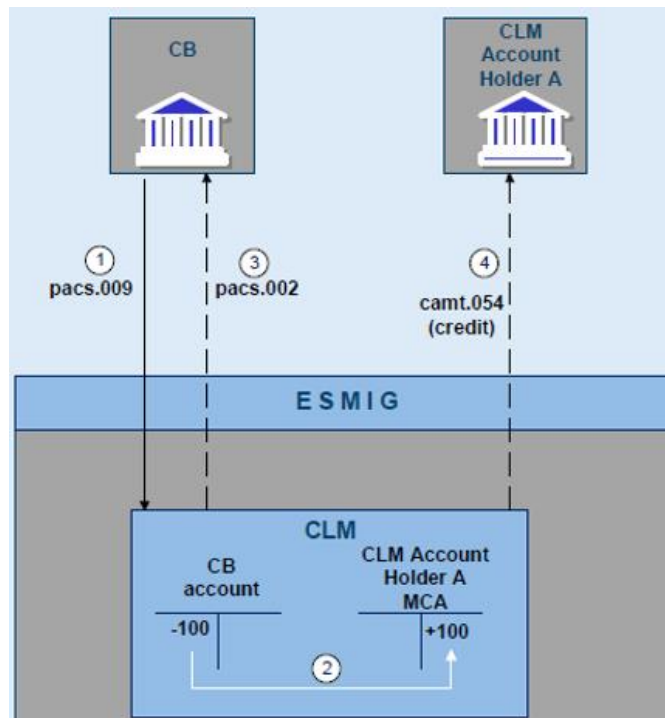 CB
CLM
Account
Holder A
1
pacs.009
3
pacs.002
4
camt.054
(credit)
ESMIG
CLM
CB
account
CLM Account
Holder A
MCA
-100
+100
2